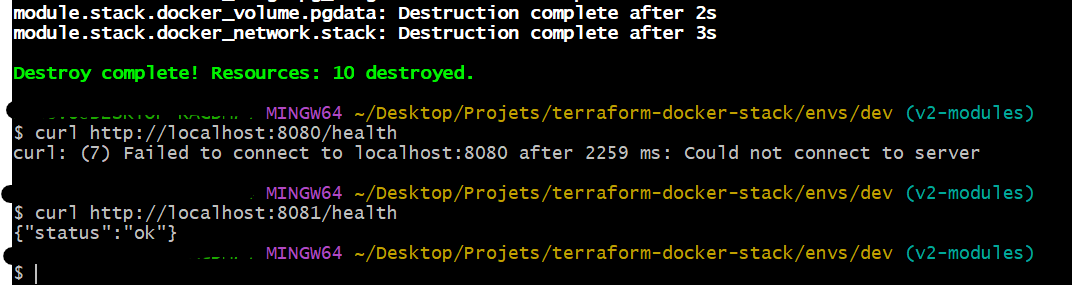 module.stack.docker_volume.pgdata: Destruction complete after 2s
module.stack.docker_network.stack: Destruction complete after 3s
Destroy complete! Resources: 10 destroyed.
MINGW64 ~/Desktop/Projets/terraform-docker-stack/envs/dev (v2-modules)
$ curl http://localhost:8080/health
curl: (7) Failed to connect to localhost:8080 after 2259 ms: Could not connect to server
MINGW64 ~/Desktop/Projets/terraform-docker-stack/envs/dev (v2-modules)
$ curl http://localhost:8081/health
{"status":"ok"}
MINGW64 ~/Desktop/Projets/terraform-docker-stack/envs/dev (v2-modules)
$